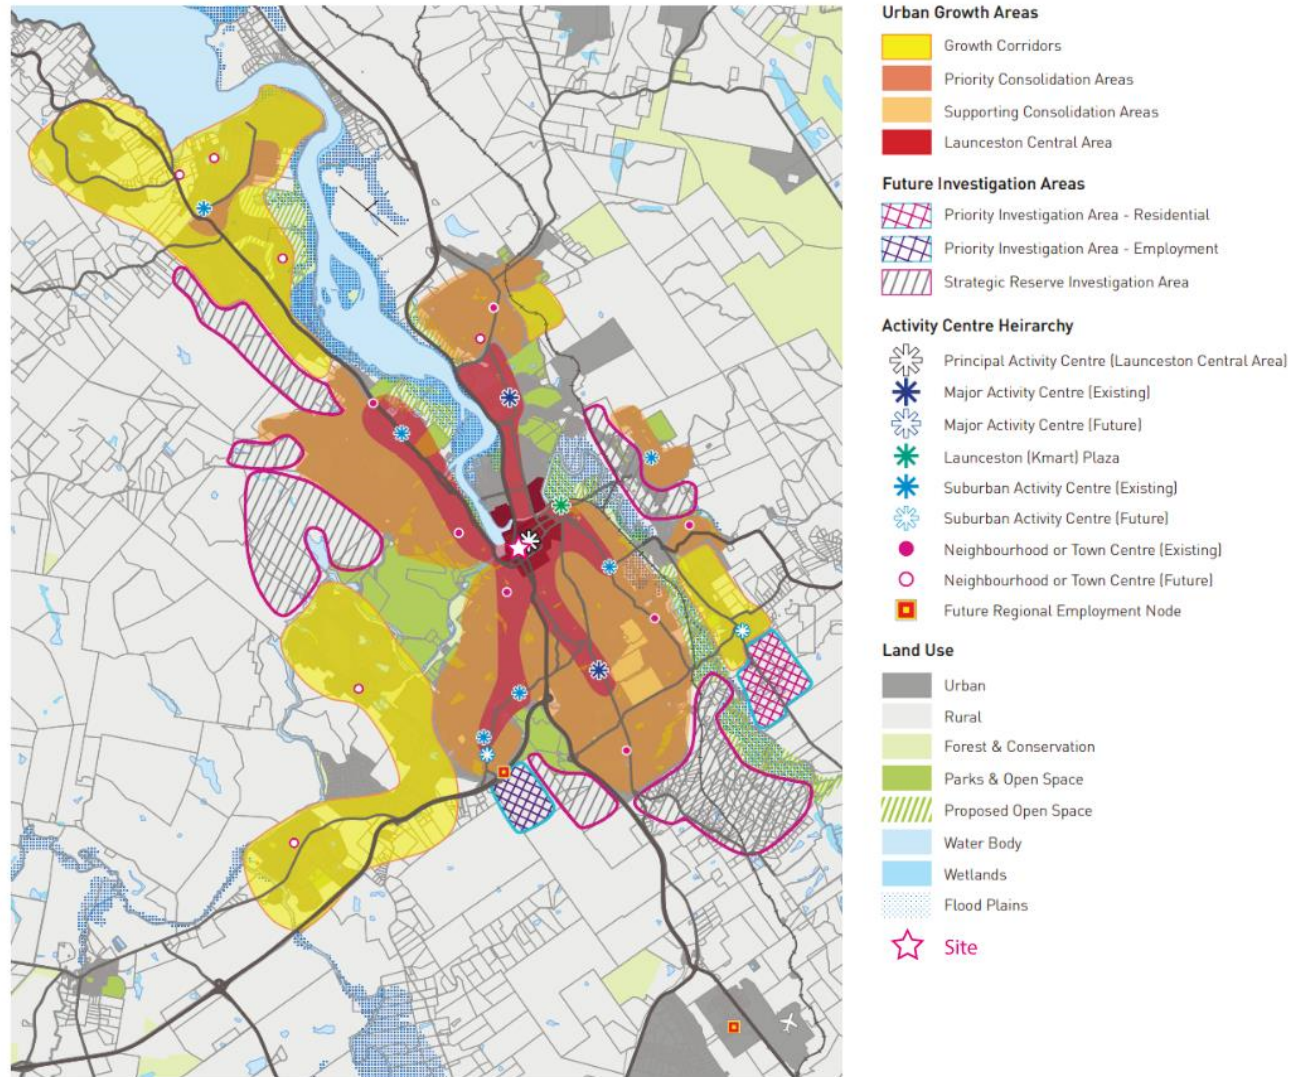 Urban Growth Areas
Growth Corridors
Priority Consolidation Areas
Supporting Consolidation Areas
Launceston Central Area
Future Investigation Areas
Priority Investigation Area - Residential
Priority Investigation Area - Employment
Strategic Reserve Investigation Area
Activity Centre Heirarchy
Principal Activity Centre (Launceston Central Area)
Major Activity Centre (Existing)
Major Activity Centre (Future)
Launceston (Kmart) Plaza
Suburban Activity Centre (Existing)
Suburban Activity Centre (Future)
Neighbourhood or Town Centre (Existing)
Neighbourhood or Town Centre (Future)
Future Regional Employment Node
Land Use
Urban
Rural
Forest & Conservation
Parks & Open Space
Proposed Open Space
Water Body
Wetlands
Flood Plains
Site